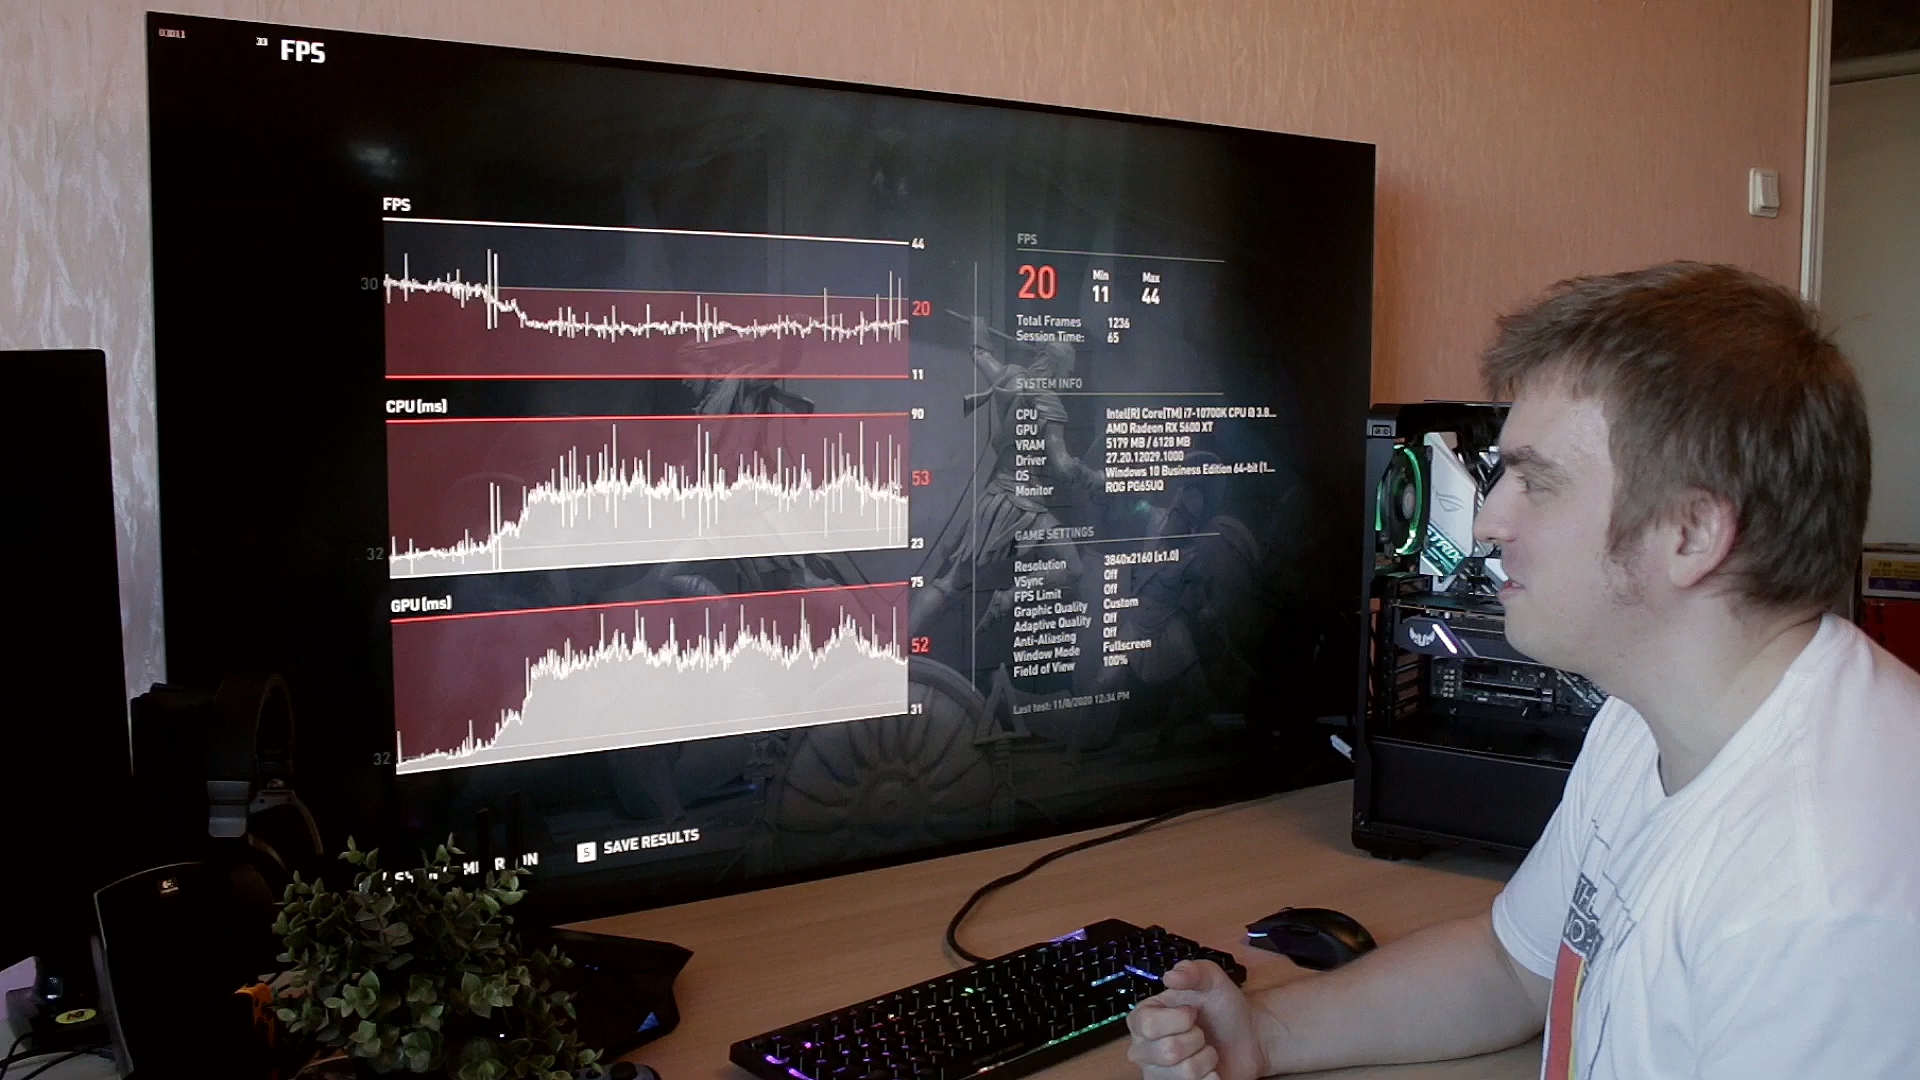 FPS
FPS
44
30
20
11
CPU [ms]
90
53
32
23
GPU [ms]
75
52
31
32
FPS
20
Min
11
Max
44
Total Frames 1236
Session Time: 65
SYSTEM INFO
CPU Intel(R) Core(TM) i7-10700K CPU @ 3.8...
GPU AMD Radeon RX 5600 XT
VRAM 5179 MB / 6128 MB
Driver 27.20.12029.1000
OS Windows 10 Business Edition 64-bit (1...
Monitor ROG PG65UQ
GAME SETTINGS
Resolution 3840x2160 (x1.0)
VSync Off
FPS Limit Off
Graphic Quality Custom
Adaptive Quality Off
Anti-Aliasing Off
Window Mode Fullscreen
Field of View 100%
Last test: 11/8/2020 12:34 PM
S SAVE RESULTS